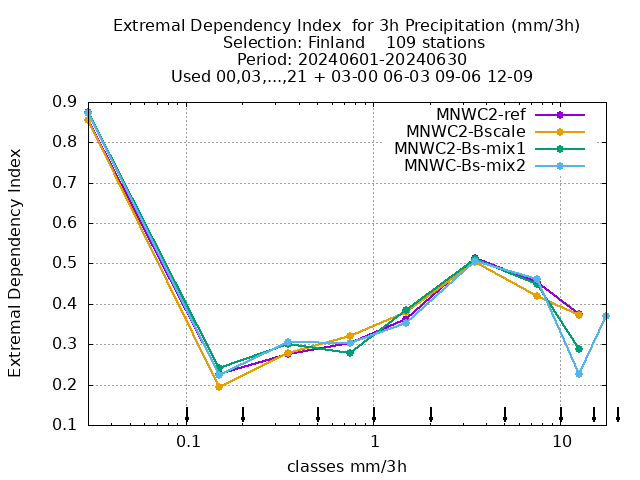 Extremal Dependency Index  for 3h Precipitation (mm/3h)
Selection: Finland    109 stations
Period: 20240601-20240630
Used 00,03,...,21 + 03-00 06-03 09-06 12-09
MNWC2-ref
MNWC2-Bscale
MNWC2-Bs-mix1
MNWC-Bs-mix2
Extremal Dependency Index
0.9
0.8
0.7
0.6
0.5
0.4
0.3
0.2
0.1
0.1
1
10
classes mm/3h